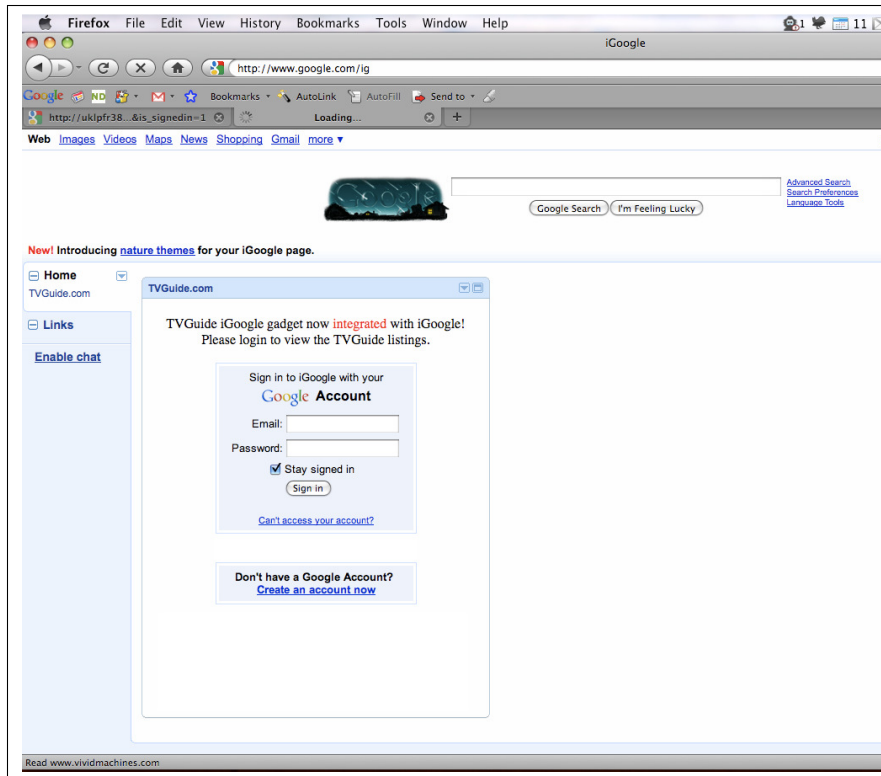 Firefox File Edit View History Bookmarks Tools Window Help 1 11
iGoogle
http://www.google.com/ig
Google ND Bookmarks AutoLink AutoFill Send to
http://uklpfr38...&is_signedin=1 Loading... +
Web Images Videos Maps News Shopping Gmail more ▼
Google
Advanced Search
Search Preferences
Language Tools
Google Search I'm Feeling Lucky
New! Introducing nature themes for your iGoogle page.
Home
TVGuide.com
Links
Enable chat
TVGuide.com
TVGuide iGoogle gadget now integrated with iGoogle!
Please login to view the TVGuide listings.
Sign in to iGoogle with your
Google Account
Email:
Password:
Stay signed in
Sign in
Can't access your account?
Don't have a Google Account?
Create an account now
Read www.vividmachines.com